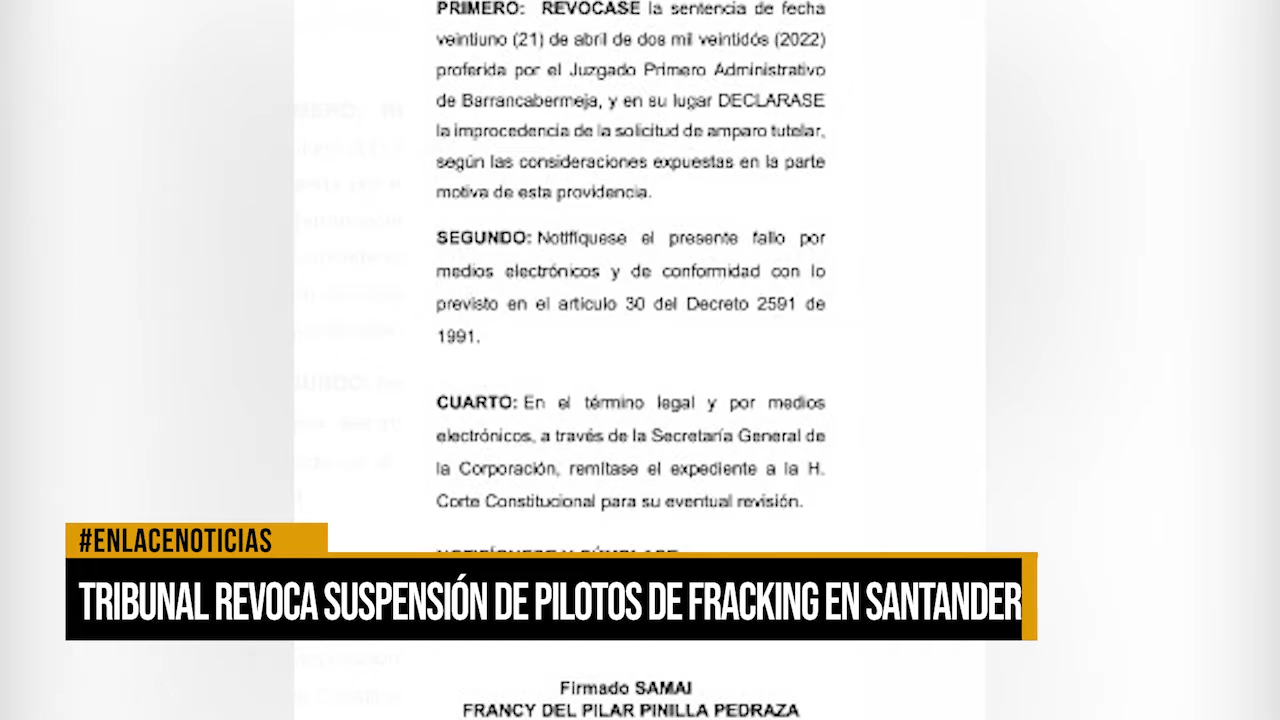 PRIMERO: REVOCASE la sentencia de fecha
veintiuno (21) de abril de dos mil veintidós (2022)
proferida por el Juzgado Primero Administrativo
de Barrancabermeja, y en su lugar DECLARASE
la improcedencia de la solicitud de amparo tutelar,
según las consideraciones expuestas en la parte
motiva de esta providencia.
SEGUNDO: Notifíquese el presente fallo por
medios electrónicos y de conformidad con lo
previsto en el artículo 30 del Decreto 2591 de
1991.
CUARTO: En el término legal y por medios
electrónicos, a través de la Secretaría General de
la Corporación, remítase el expediente a la H.
Corte Constitucional para su eventual revisión.
#ENLACENOTICIAS
TRIBUNAL REVOCA SUSPENSIÓN DE PILOTOS DE FRACKING EN SANTANDER
Firmado SAMAI
FRANCY DEL PILAR PINILLA PEDRAZA